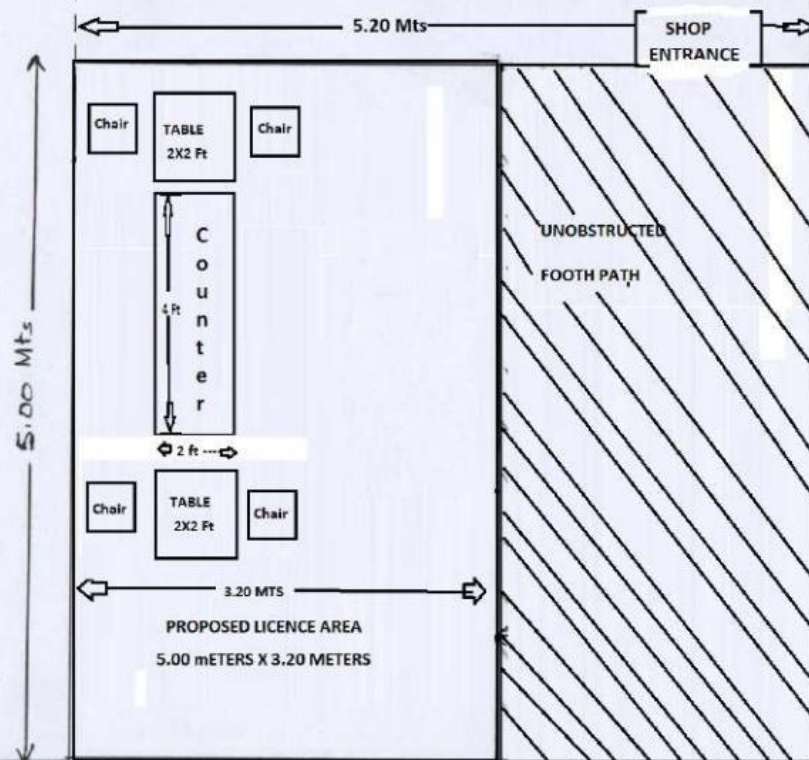 5.20 Mts
SHOP
ENTRANCE
Chair
TABLE
2X2 Ft
Chair
UNOBSTRUCTED
FOOTH PATH
Counter
4 Ft
5.00 Mts
2 ft
Chair
TABLE
2X2 Ft
Chair
3.20 MTS
PROPOSED LICENCE AREA
5.00 mETERS X 3.20 METERS